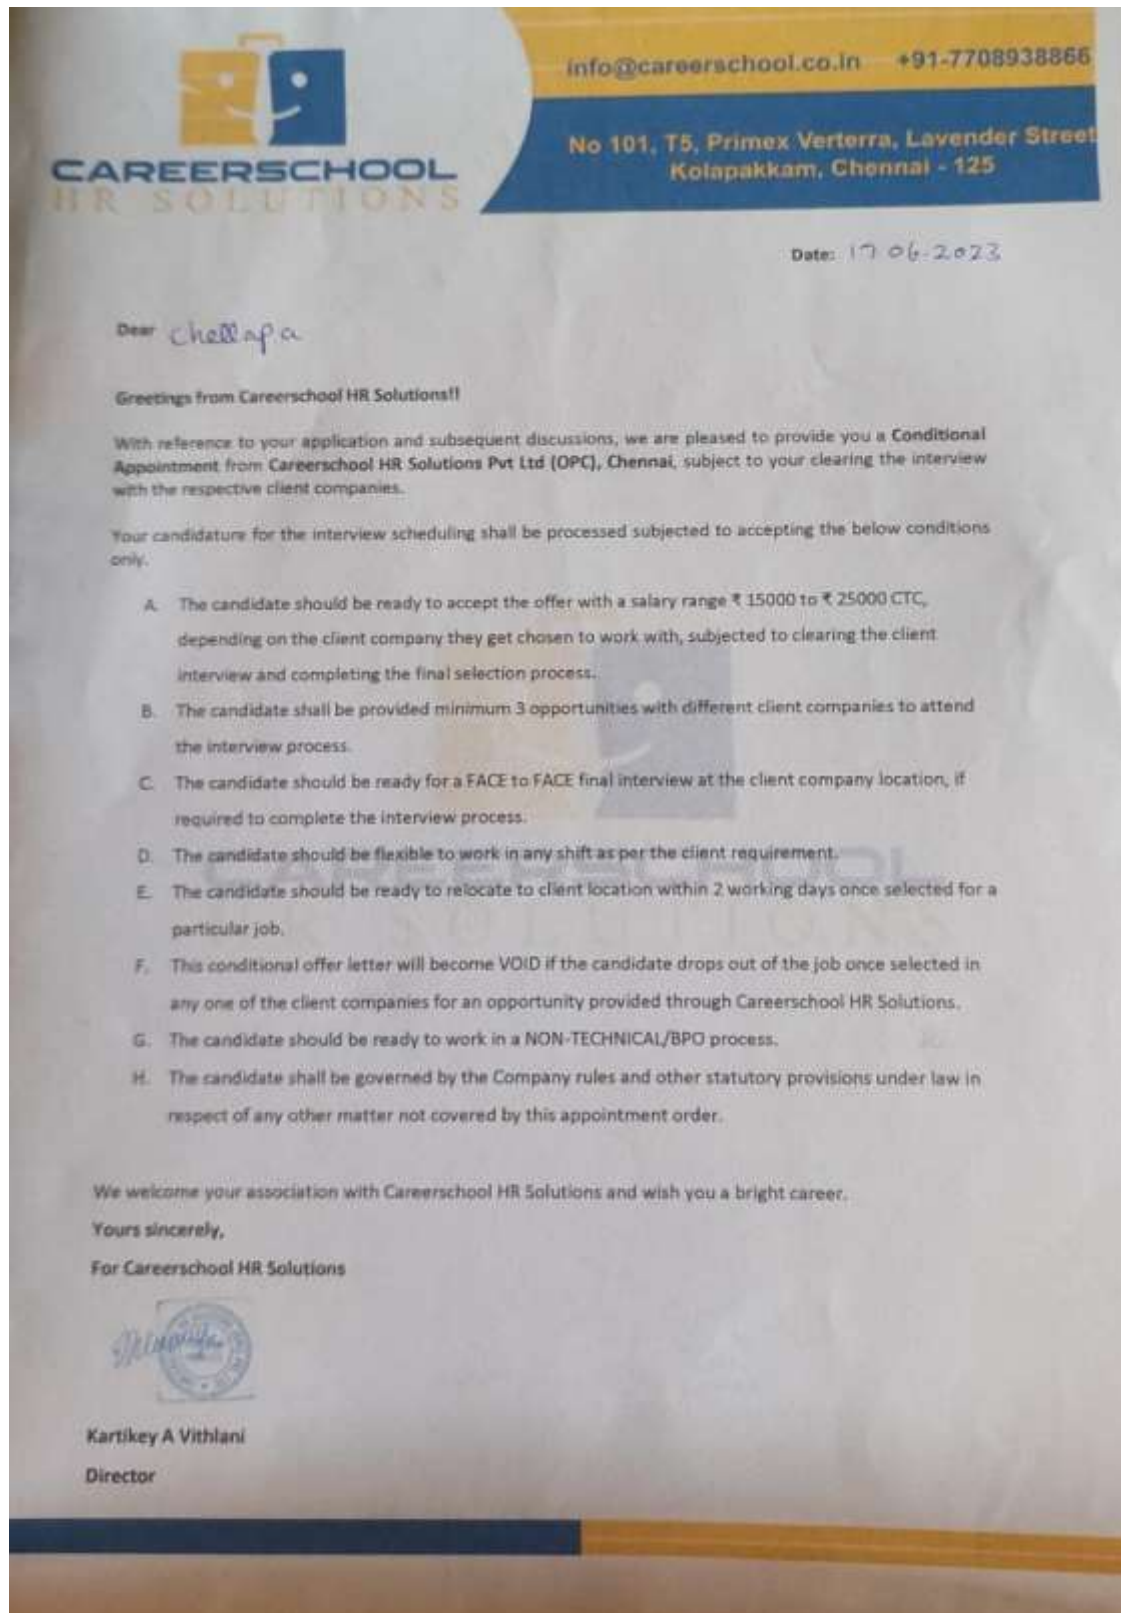 info@careerschool.co.in +91-7708938866
No 101, T5, Primex Verterra, Lavender Street
Kolapakkam, Chennai - 125
CAREERSCHOOL
HR SOLUTIONS
Date: 17 06-2023
Dear Chellapa
Greetings from Careerschool HR Solutions!!
With reference to your application and subsequent discussions, we are pleased to provide you a Conditional
Appointment from Careerschool HR Solutions Pvt Ltd (OPC), Chennai, subject to your clearing the interview
with the respective client companies.
Your candidature for the interview scheduling shall be processed subjected to accepting the below conditions
only.
A. The candidate should be ready to accept the offer with a salary range ₹ 15000 to ₹ 25000 CTC,
depending on the client company they get chosen to work with, subjected to clearing the client
interview and completing the final selection process.
B. The candidate shall be provided minimum 3 opportunities with different client companies to attend
the interview process.
C. The candidate should be ready for a FACE to FACE final interview at the client company location, if
required to complete the interview process.
D. The candidate should be flexible to work in any shift as per the client requirement.
E. The candidate should be ready to relocate to client location within 2 working days once selected for a
particular job.
F. This conditional offer letter will become VOID if the candidate drops out of the job once selected in
any one of the client companies for an opportunity provided through Careerschool HR Solutions.
G. The candidate should be ready to work in a NON-TECHNICAL/BPO process.
H. The candidate shall be governed by the Company rules and other statutory provisions under law in
respect of any other matter not covered by this appointment order.
CAREERSCHOOL
HR SOLUTIONS
We welcome your association with Careerschool HR Solutions and wish you a bright career.
Yours sincerely,
For Careerschool HR Solutions
Kartikey A Vithlani
Director